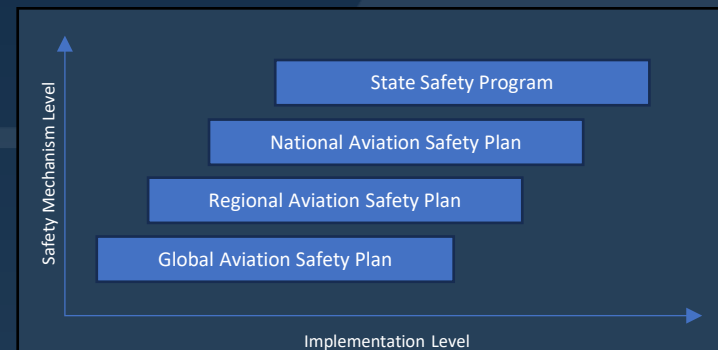 Safety Mechanism Level
State Safety Program
National Aviation Safety Plan
Regional Aviation Safety Plan
Global Aviation Safety Plan
Implementation Level